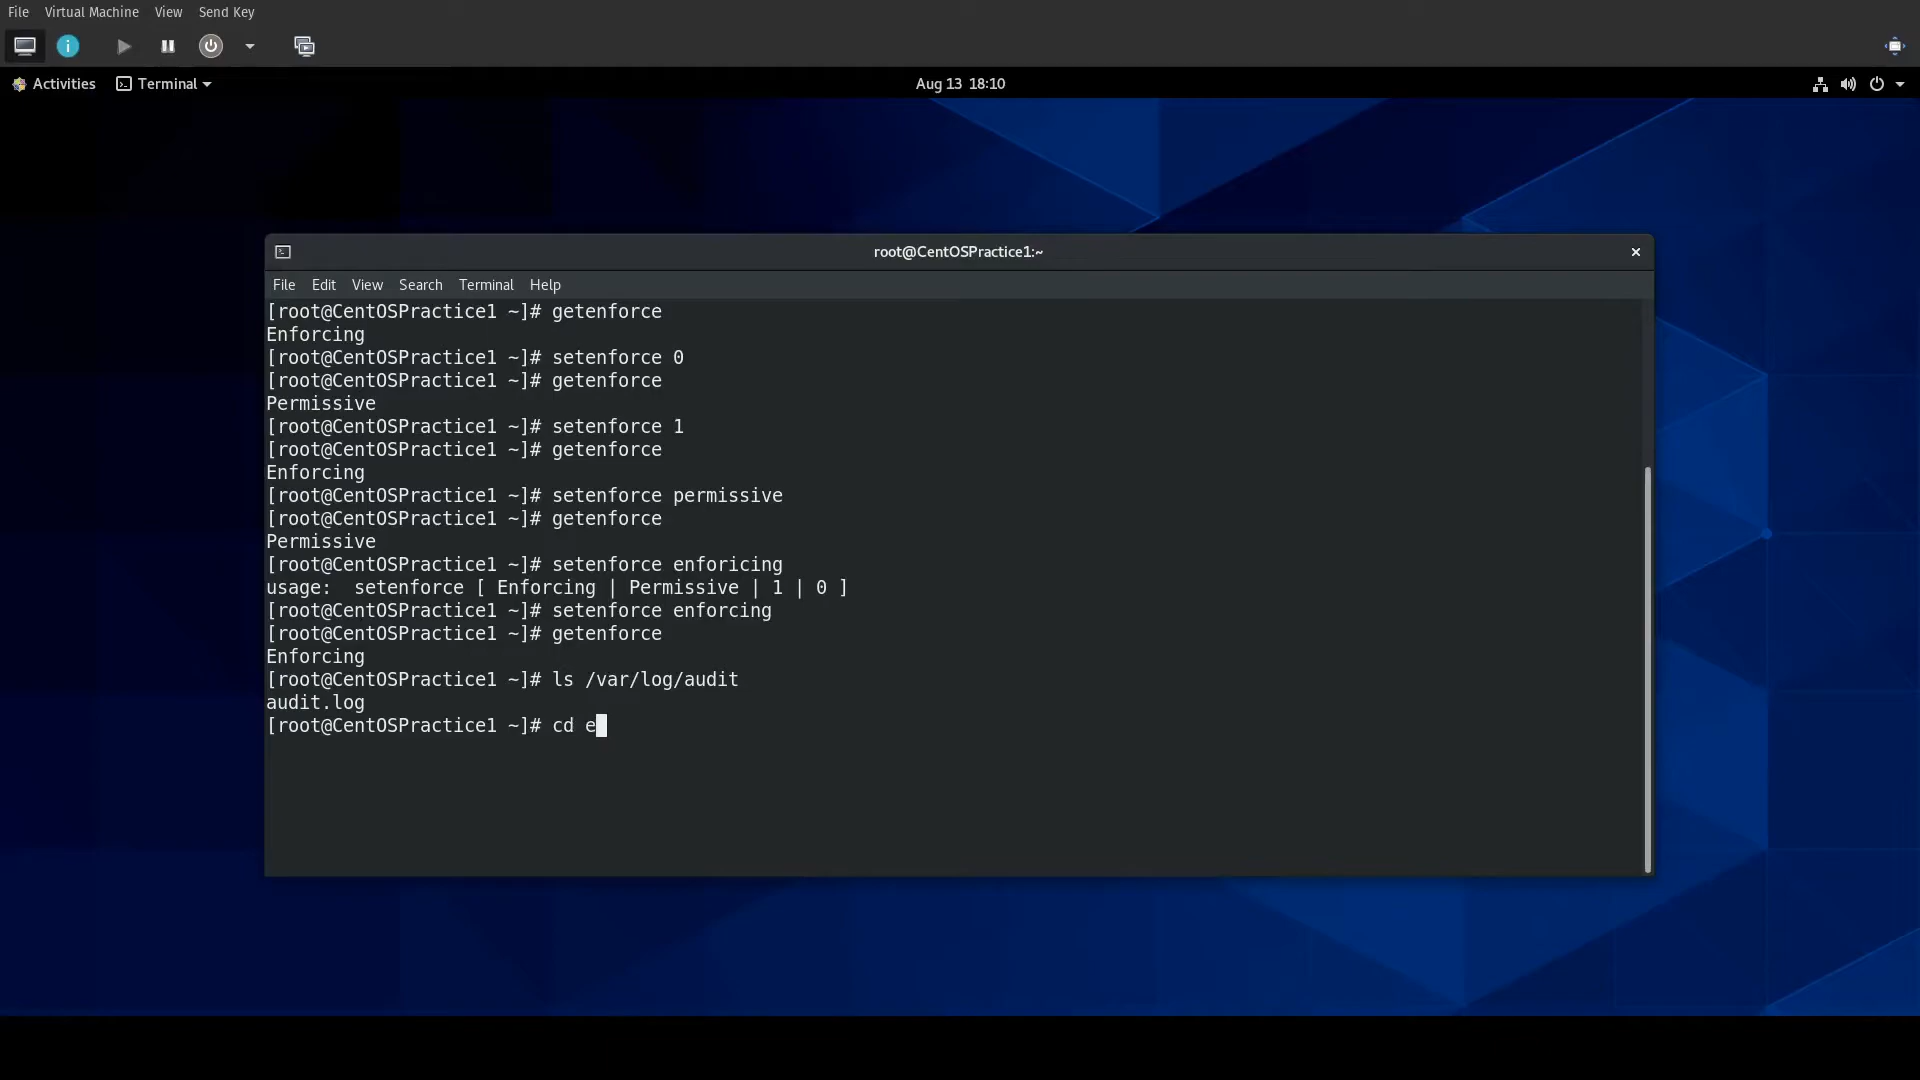 File Virtual Machine View Send Key
Activities Terminal Aug 13 18:10
root@CentOSPractice1:~
File Edit View Search Terminal Help
[root@CentOSPractice1 ~]# getenforce
Enforcing
[root@CentOSPractice1 ~]# setenforce 0
[root@CentOSPractice1 ~]# getenforce
Permissive
[root@CentOSPractice1 ~]# setenforce 1
[root@CentOSPractice1 ~]# getenforce
Enforcing
[root@CentOSPractice1 ~]# setenforce permissive
[root@CentOSPractice1 ~]# getenforce
Permissive
[root@CentOSPractice1 ~]# setenforce enforicing
usage:  setenforce [ Enforcing | Permissive | 1 | 0 ]
[root@CentOSPractice1 ~]# setenforce enforcing
[root@CentOSPractice1 ~]# getenforce
Enforcing
[root@CentOSPractice1 ~]# ls /var/log/audit
audit.log
[root@CentOSPractice1 ~]# cd e